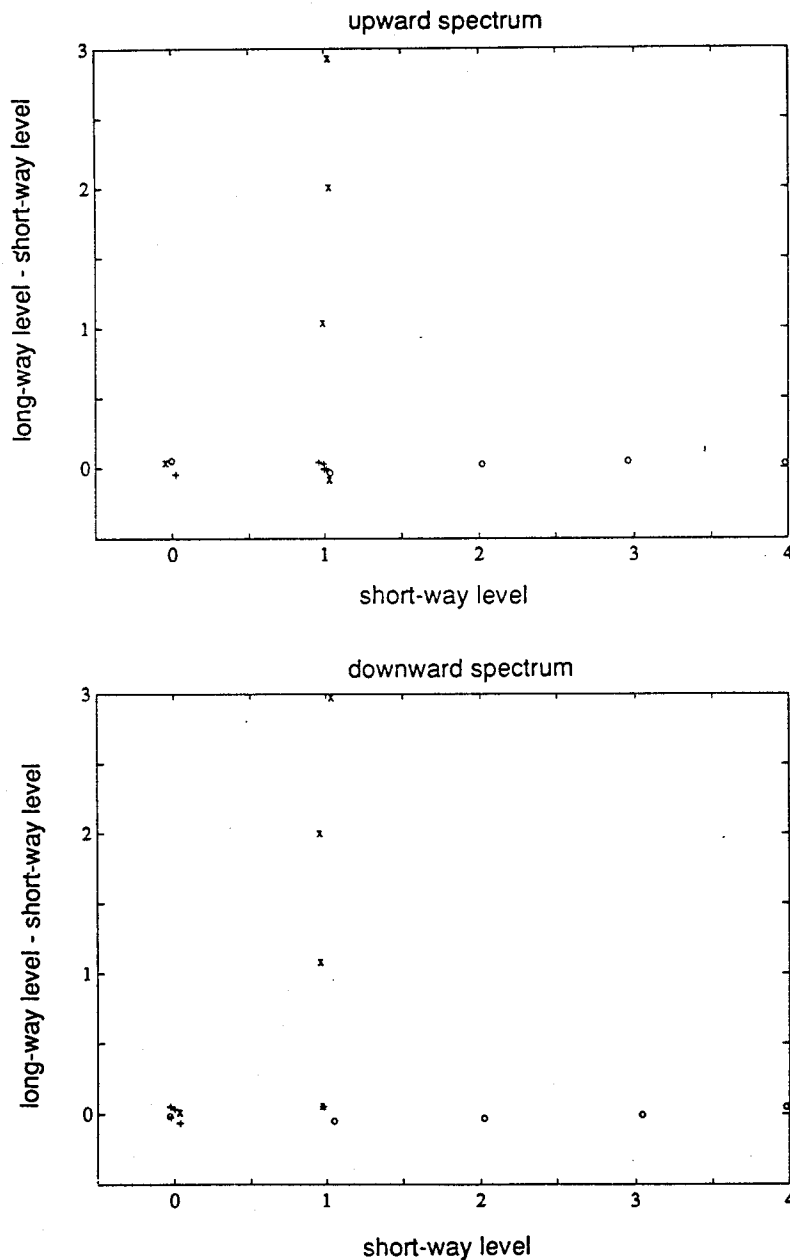 upward spectrum
3
2
1
0
long-way level - short-way level
0 1 2 3 4
short-way level
downward spectrum
3
2
1
0
long-way level - short-way level
0 1 2 3 4
short-way level